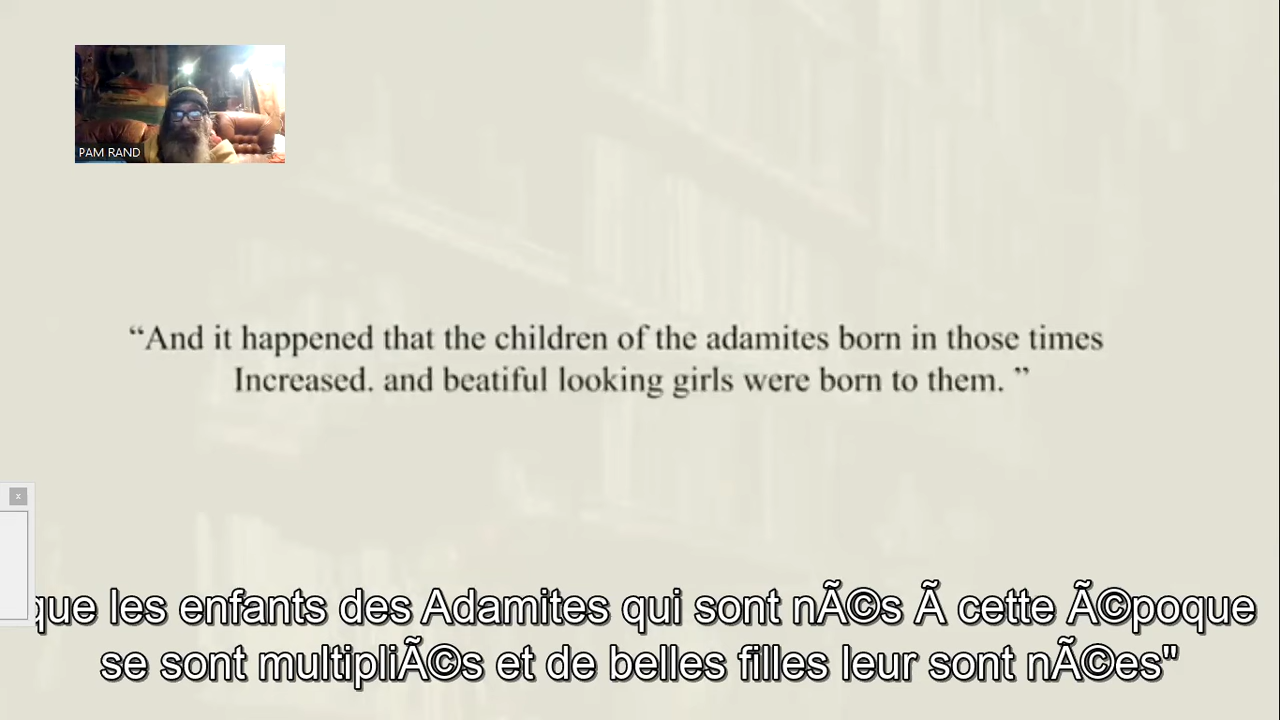 PAM RAND
“And it happened that the children of the adamites born in those times
Increased. and beatiful looking girls were born to them. ”
x
que les enfants des Adamites qui sont nÃ©s Ã cette Ã©poque
se sont multipliÃ©s et de belles filles leur sont nÃ©es"